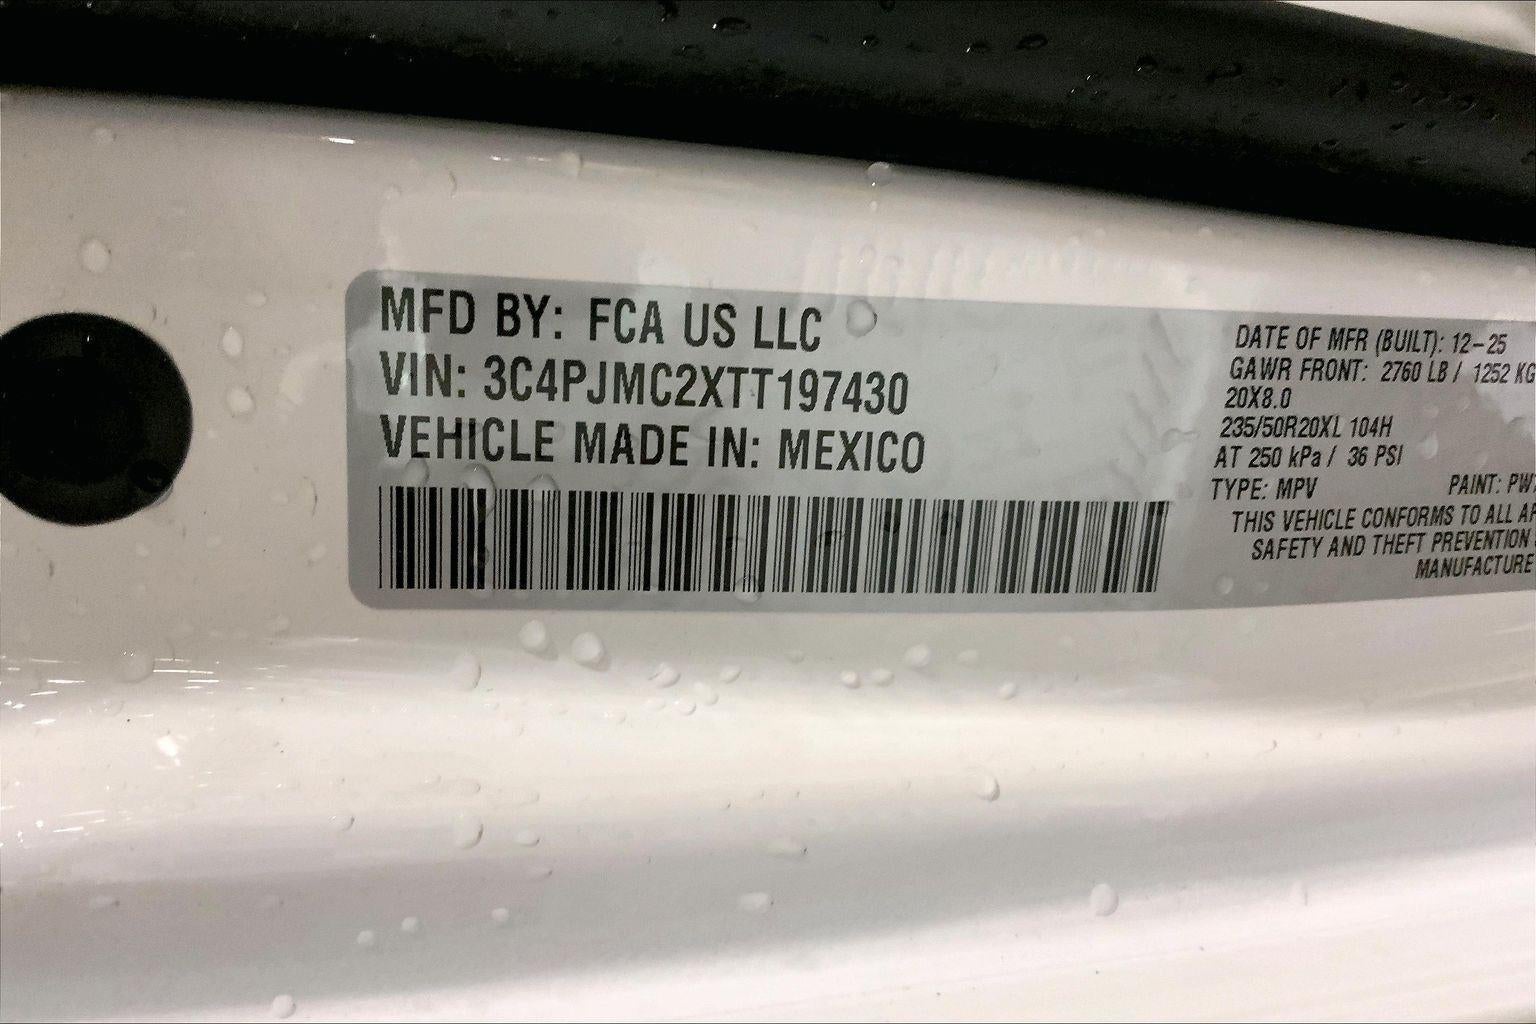 MFD BY: FCA US LLC
VIN: 3C4PJMC2XTT197430
VEHICLE MADE IN: MEXICO
DATE OF MFR (BUILT): 12-25
GAWR FRONT: 2760 LB / 1252 KG
20X8.0
235/50R20XL 104H
AT 250 kPa / 36 PSI
TYPE: MPV PAINT:
THIS VEHICLE CONFORMS TO ALL
SAFETY AND THEFT PREVENTION
MANUFACTURE